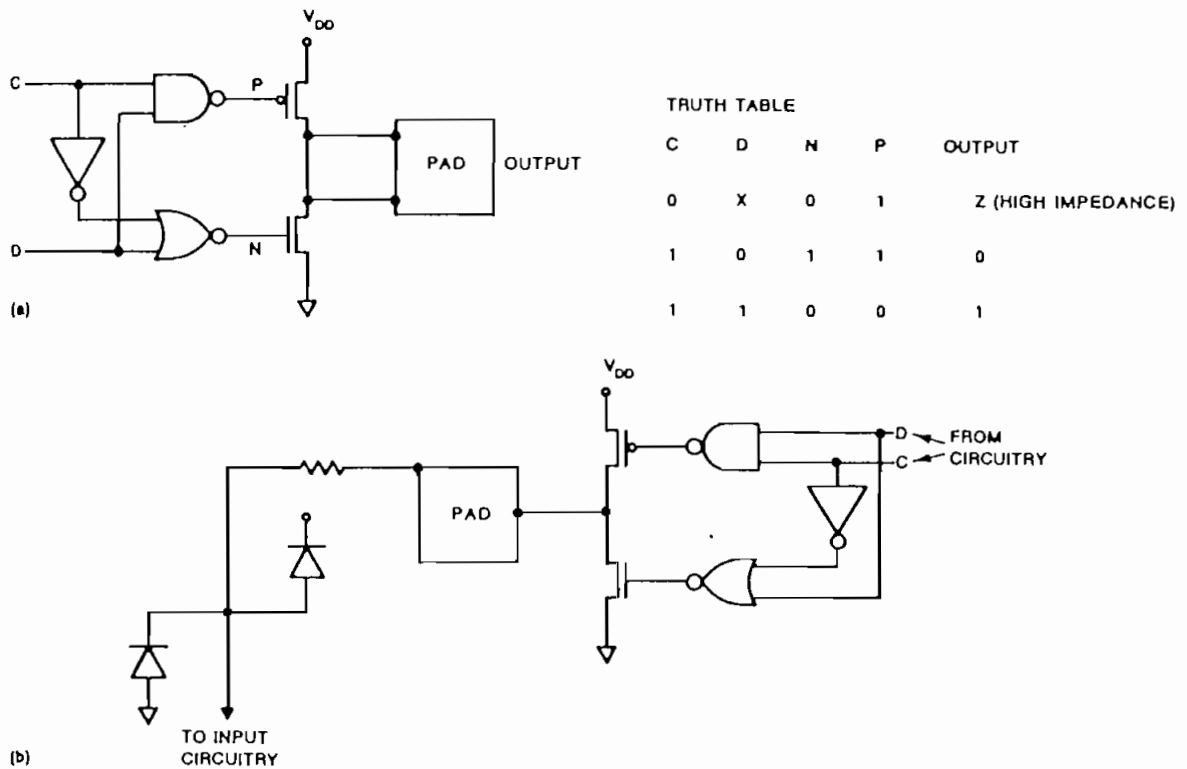 V_DD
C
P
TRUTH TABLE
C D N P OUTPUT
PAD OUTPUT
0 X 0 1 Z (HIGH IMPEDANCE)
D
N
1 0 1 1 0
(a)
1 1 0 0 1
V_DD
D FROM
C CIRCUITRY
PAD
TO INPUT
CIRCUITRY
(b)